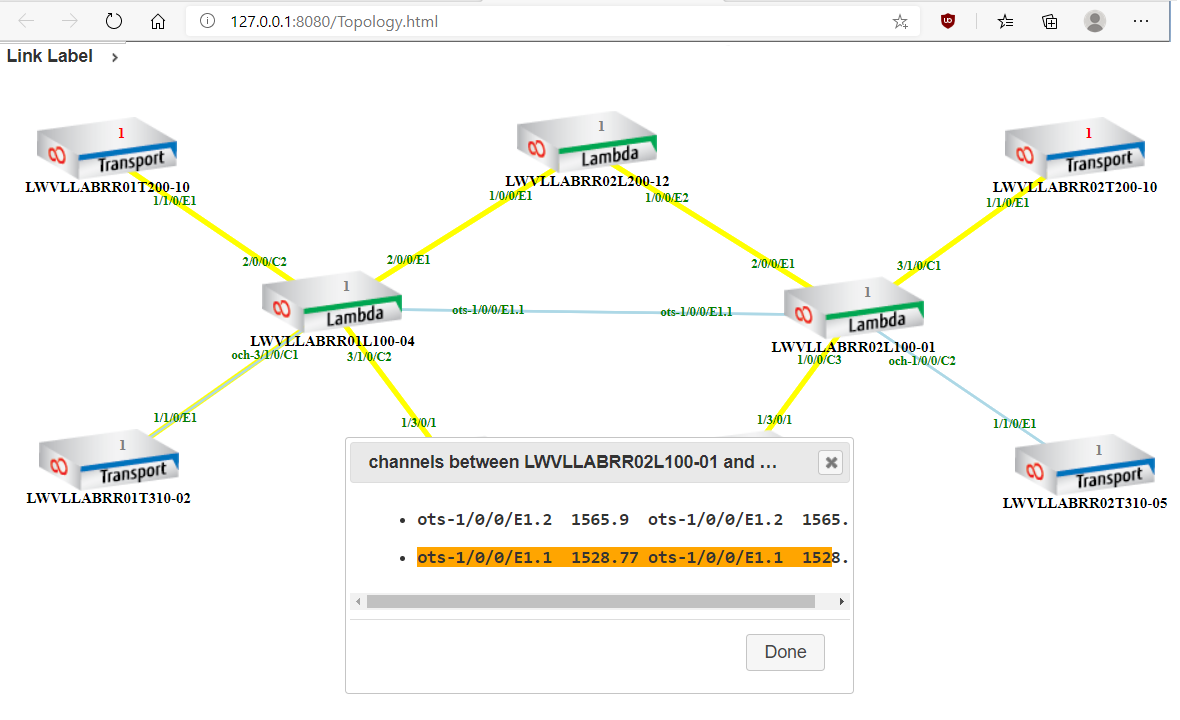 127.0.0.1:8080/Topology.html
Link Label
1
Transport
LWVLLABRR01T200-10
1/1/0/E1
1
Lambda
LWVLLABRR02L200-12
1/0/0/E1
1/0/0/E2
1
Transport
LWVLLABRR02T200-10
1/1/0/E1
2/0/0/C2
2/0/0/E1
2/0/0/E1
3/1/0/C1
1
Lambda
LWVLLABRR01L100-04
och-3/1/0/C1
3/1/0/C2
ots-1/0/0/E1.1
ots-1/0/0/E1.1
1
Lambda
LWVLLABRR02L100-01
1/0/0/C3
och-1/0/0/C2
1/1/0/E1
1/3/0/1
1/3/0/1
1/1/0/E1
1
Transport
LWVLLABRR01T310-02
1
Transport
LWVLLABRR02T310-05
channels between LWVLLABRR02L100-01 and ...
ots-1/0/0/E1.2 1565.9 ots-1/0/0/E1.2 1565.
ots-1/0/0/E1.1 1528.77 ots-1/0/0/E1.1 1528.
Done